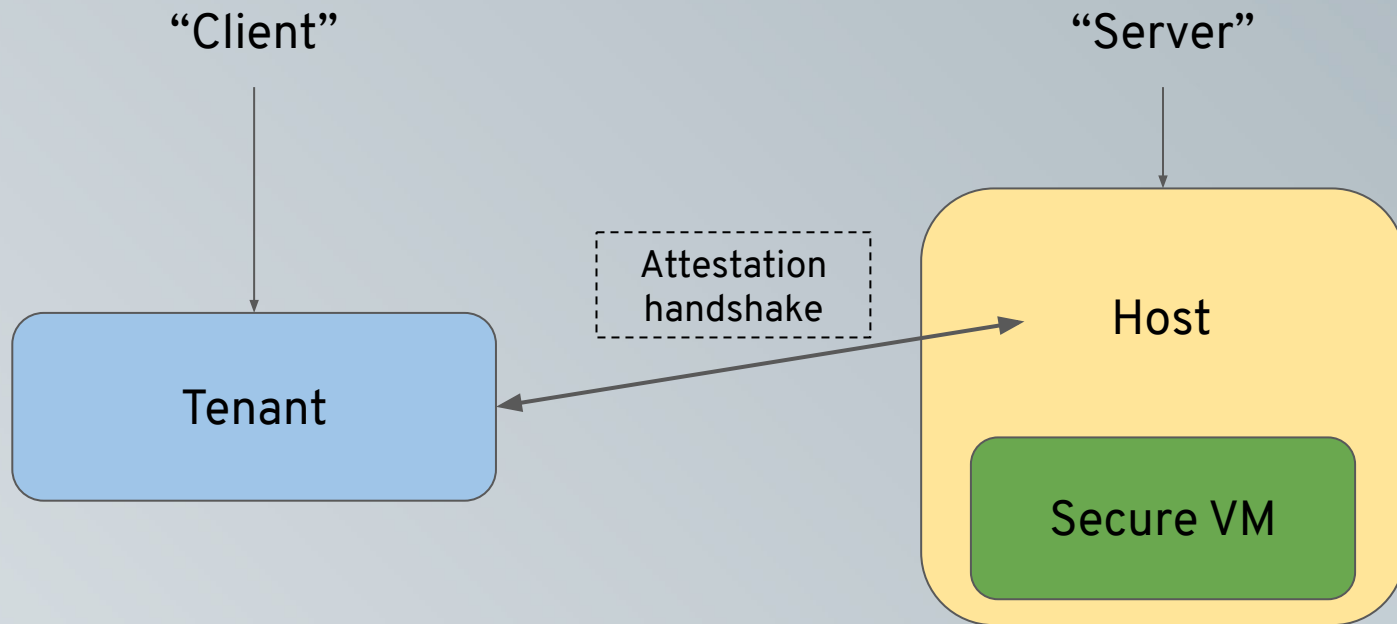 “Client”
“Server”
Attestation
handshake
Host
Tenant
Secure VM